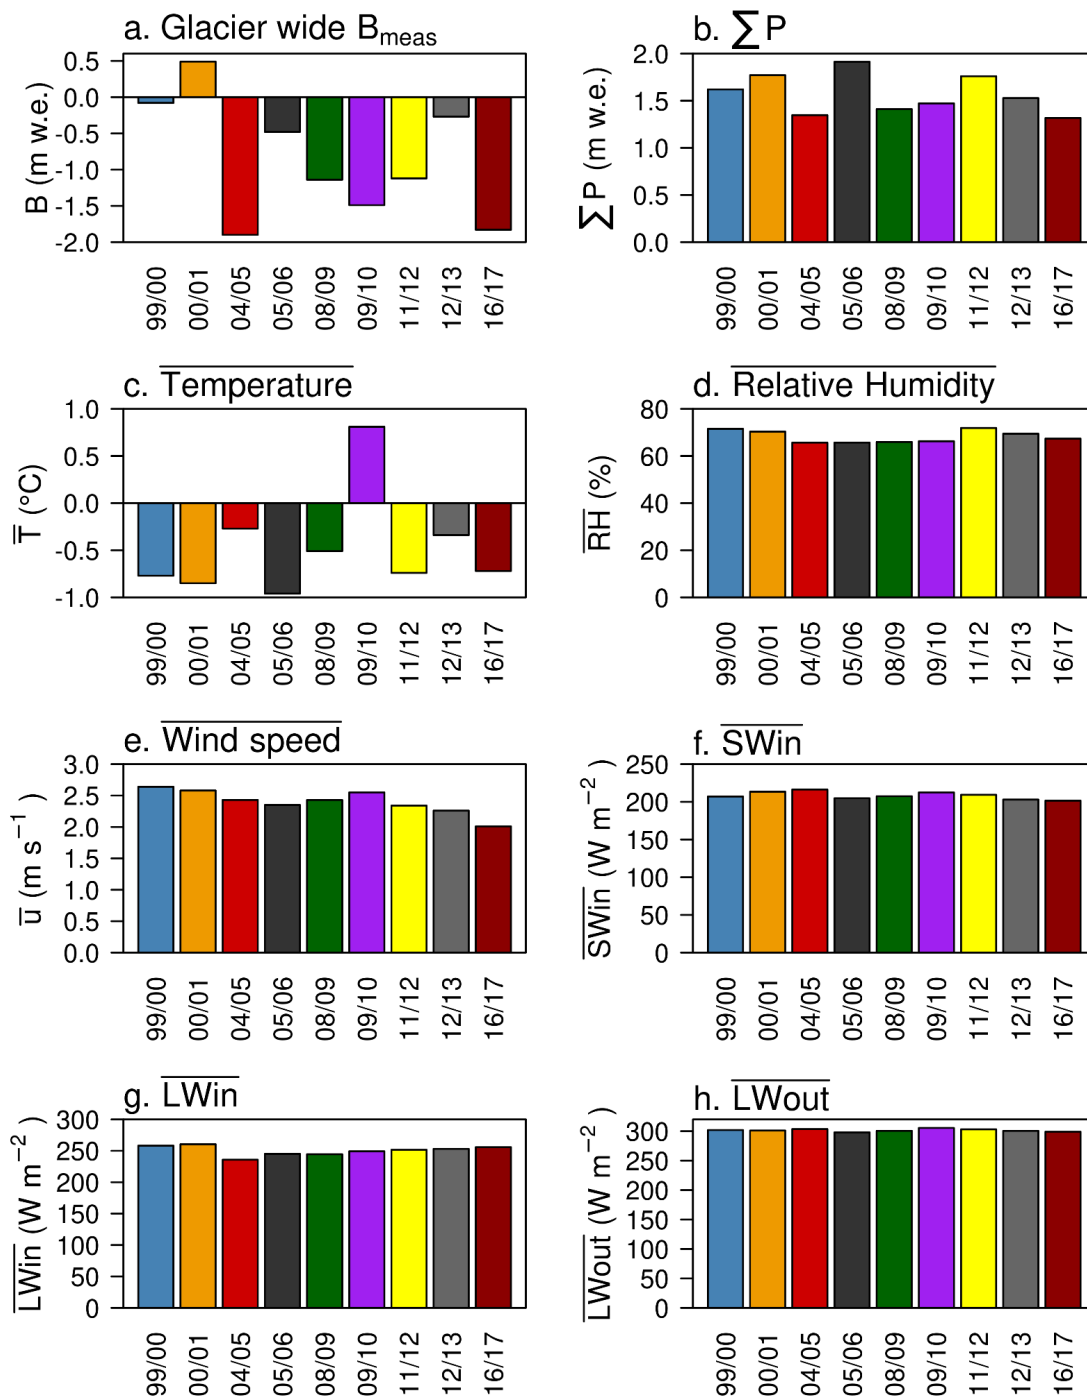 a. Glacier wide Bmeas
B (m w.e.)
0.5
0.0
-0.5
-1.0
-1.5
-2.0
99/00 00/01 04/05 05/06 08/09 09/10 11/12 12/13 16/17
b. ∑P
∑P (m w.e.)
2.0
1.5
1.0
0.5
0.0
99/00 00/01 04/05 05/06 08/09 09/10 11/12 12/13 16/17
c. Temperature
T (°C)
1.0
0.5
0.0
-0.5
-1.0
99/00 00/01 04/05 05/06 08/09 09/10 11/12 12/13 16/17
d. Relative Humidity
RH (%)
80
60
40
20
0
99/00 00/01 04/05 05/06 08/09 09/10 11/12 12/13 16/17
e. Wind speed
u (m s−1 )
3.0
2.5
2.0
1.5
1.0
0.5
0.0
99/00 00/01 04/05 05/06 08/09 09/10 11/12 12/13 16/17
f. SWin
SWin (W m−2 )
250
200
150
100
50
0
99/00 00/01 04/05 05/06 08/09 09/10 11/12 12/13 16/17
g. LWin
LWin (W m−2 )
300
250
200
150
100
50
0
99/00 00/01 04/05 05/06 08/09 09/10 11/12 12/13 16/17
h. LWout
LWout (W m−2 )
300
250
200
150
100
50
0
99/00 00/01 04/05 05/06 08/09 09/10 11/12 12/13 16/17